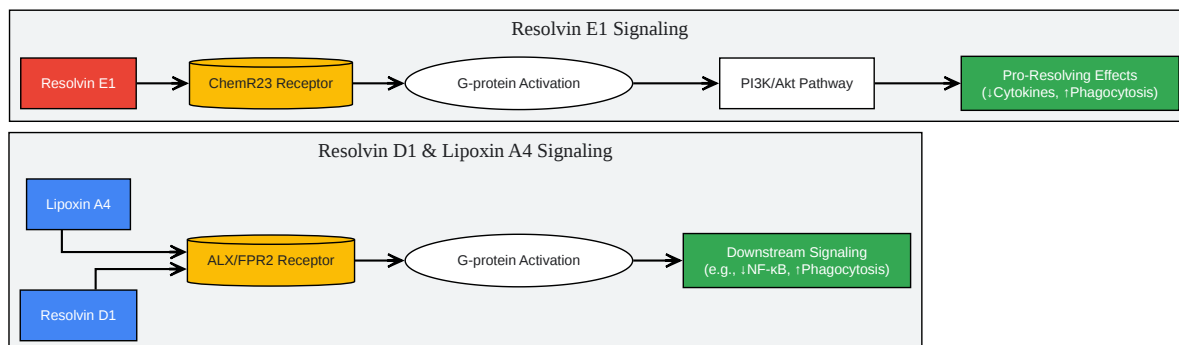 Resolvin E1 Signaling
Resolvin E1
ChemR23 Receptor
G-protein Activation
PI3K/Akt Pathway
Pro-Resolving Effects
(↓Cytokines, ↑Phagocytosis)
Resolvin D1 & Lipoxin A4 Signaling
Lipoxin A4
Resolvin D1
ALX/FPR2 Receptor
G-protein Activation
Downstream Signaling
(e.g., ↓NF-κB, ↑Phagocytosis)